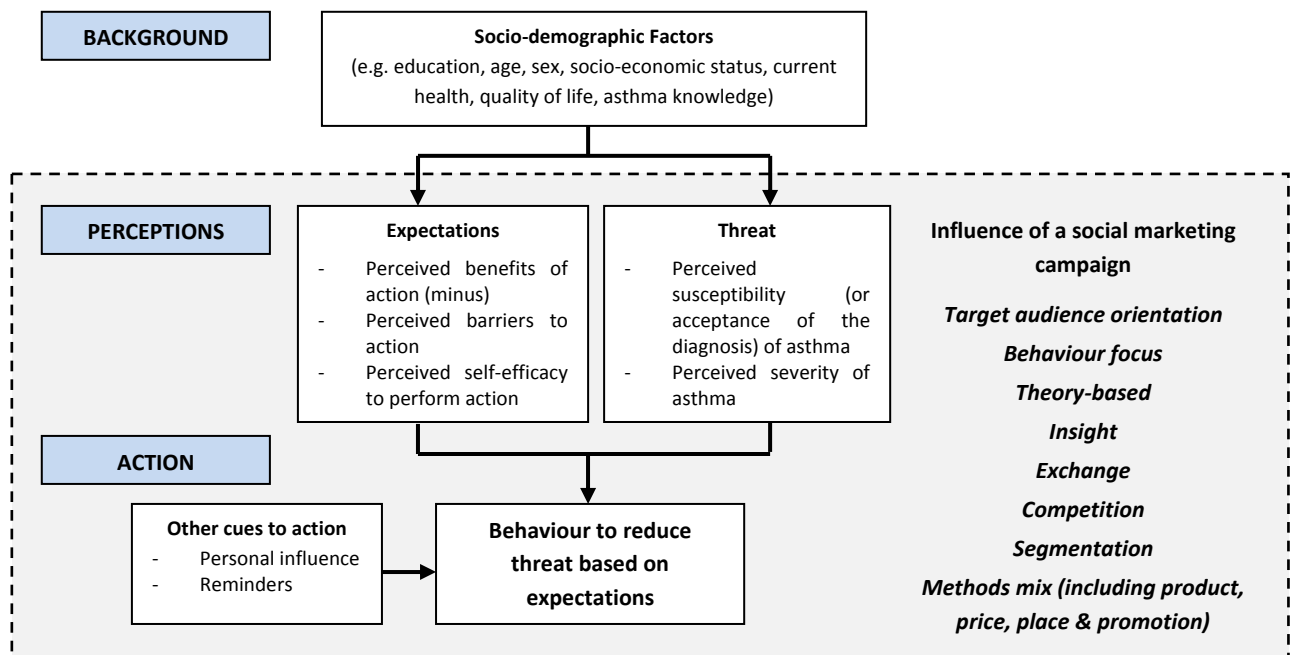 BACKGROUND
Socio-demographic Factors
(e.g. education, age, sex, socio-economic status, current
health, quality of life, asthma knowledge)
PERCEPTIONS
Expectations
- Perceived benefits of
action (minus)
- Perceived barriers to
action
- Perceived self-efficacy
to perform action
Threat
- Perceived
susceptibility (or
acceptance of the
diagnosis) of asthma
- Perceived severity of
asthma
Influence of a social marketing
campaign
Target audience orientation
Behaviour focus
Theory-based
Insight
Exchange
Competition
Segmentation
Methods mix (including product,
price, place & promotion)
ACTION
Other cues to action
- Personal influence
- Reminders
Behaviour to reduce
threat based on
expectations